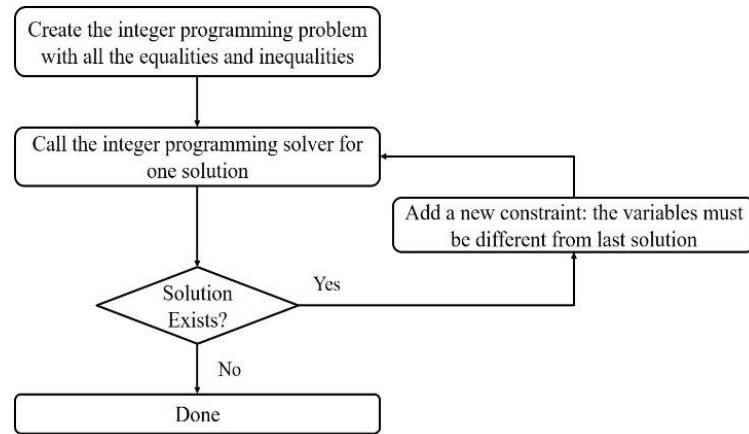 Create the integer programming problem
with all the equalities and inequalities
Call the integer programming solver for
one solution
Add a new constraint: the variables must
be different from last solution
Solution
Exists?
Yes
No
Done